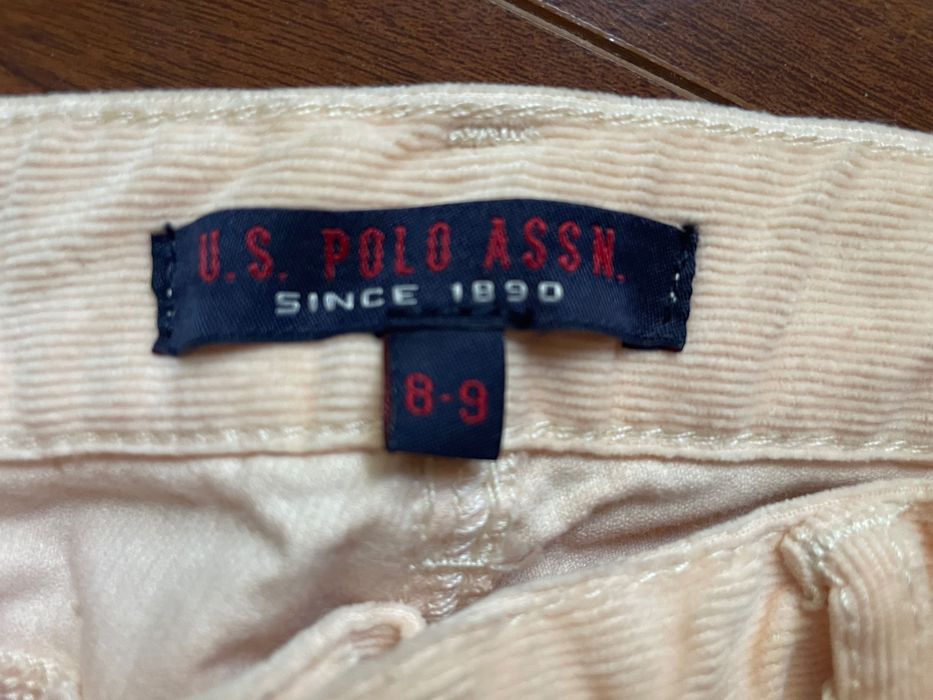 U.S. POLO ASSN.
SINCE 1890
8-9